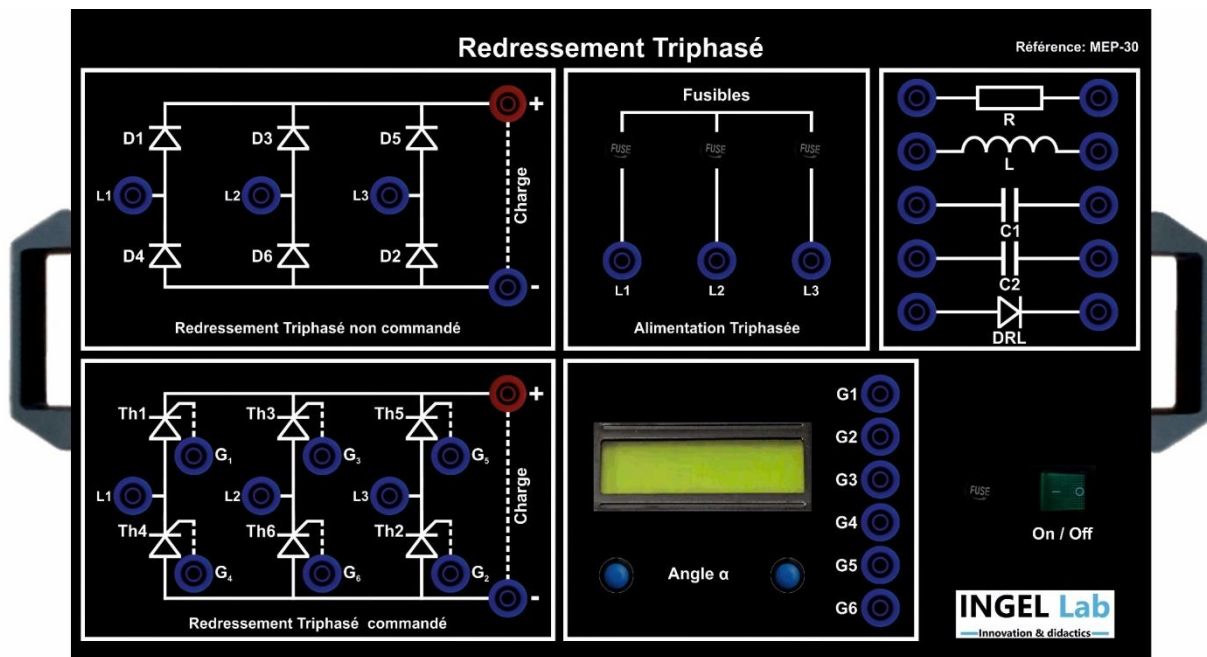 Redressement Triphasé
Référence: MEP-30
D1
D3
D5
+
L1
L2
L3
Charge
D4
D6
D2
-
Redressement Triphasé non commandé
Fusibles
FUSE
FUSE
FUSE
L1
L2
L3
Alimentation Triphasée
R
L
C1
C2
DRL
Th1
Th3
Th5
+
G1
G3
G5
L1
L2
L3
Charge
Th4
Th6
Th2
G4
G6
G2
-
Redressement Triphasé commandé
Angle α
G1
G2
G3
G4
G5
G6
FUSE
On / Off
INGEL Lab
Innovation & didactics